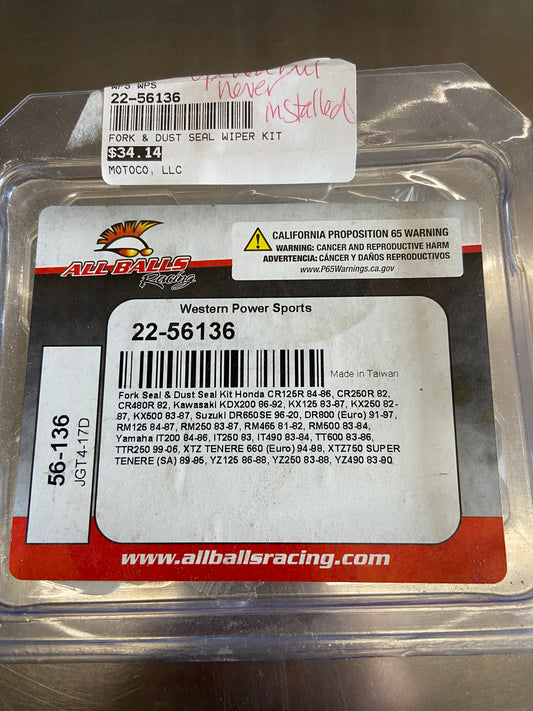 WPS WPS
22-56136
never
installed
FORK & DUST SEAL WIPER KIT
$34.14
MOTOCO, LLC
ALL BALLS
Racing
CALIFORNIA PROPOSITION 65 WARNING
WARNING: CANCER AND REPRODUCTIVE HARM
ADVERTENCIA: CÁNCER Y DAÑOS REPRODUCTIVOS
www.P65Warnings.ca.gov
Western Power Sports
22-56136
Made in Taiwan
Fork Seal & Dust Seal Kit Honda CR125R 84-86, CR250R 82,
CR480R 82, Kawasaki KDX200 86-92, KX125 83-87, KX250 82-
87, KX500 83-87, Suzuki DR650SE 96-20, DR800 (Euro) 91-97,
RM125 84-87, RM250 83-87, RM465 81-82, RM500 83-84,
Yamaha IT200 84-86, IT250 83, IT490 83-84, TT600 83-86,
TTR250 99-06, XTZ TENERE 660 (Euro) 94-98, XTZ750 SUPER
TENERE (SA) 89-95, YZ125 86-88, YZ250 83-88, YZ490 83-90
56-136
JGT4-17D
www.allballsracing.com